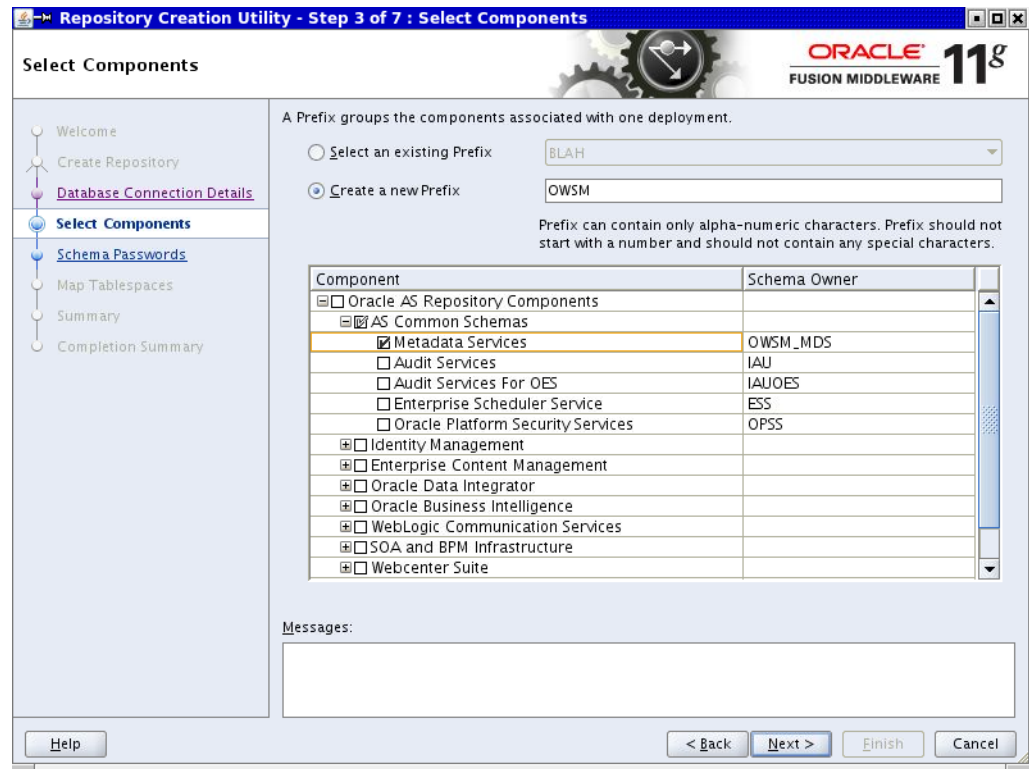 Repository Creation Utility - Step 3 of 7 : Select Components
Select Components
ORACLE
FUSION MIDDLEWARE
11g
Welcome
Create Repository
Database Connection Details
Select Components
Schema Passwords
Map Tablespaces
Summary
Completion Summary
A Prefix groups the components associated with one deployment.
Select an existing Prefix BLAH
Create a new Prefix OWSM
Prefix can contain only alpha-numeric characters. Prefix should not
start with a number and should not contain any special characters.
Component Schema Owner
Oracle AS Repository Components
AS Common Schemas
Metadata Services OWSM_MDS
Audit Services IAU
Audit Services For OES IAUOES
Enterprise Scheduler Service ESS
Oracle Platform Security Services OPSS
Identity Management
Enterprise Content Management
Oracle Data Integrator
Oracle Business Intelligence
WebLogic Communication Services
SOA and BPM Infrastructure
Webcenter Suite
Messages:
Help < Back Next > Finish Cancel